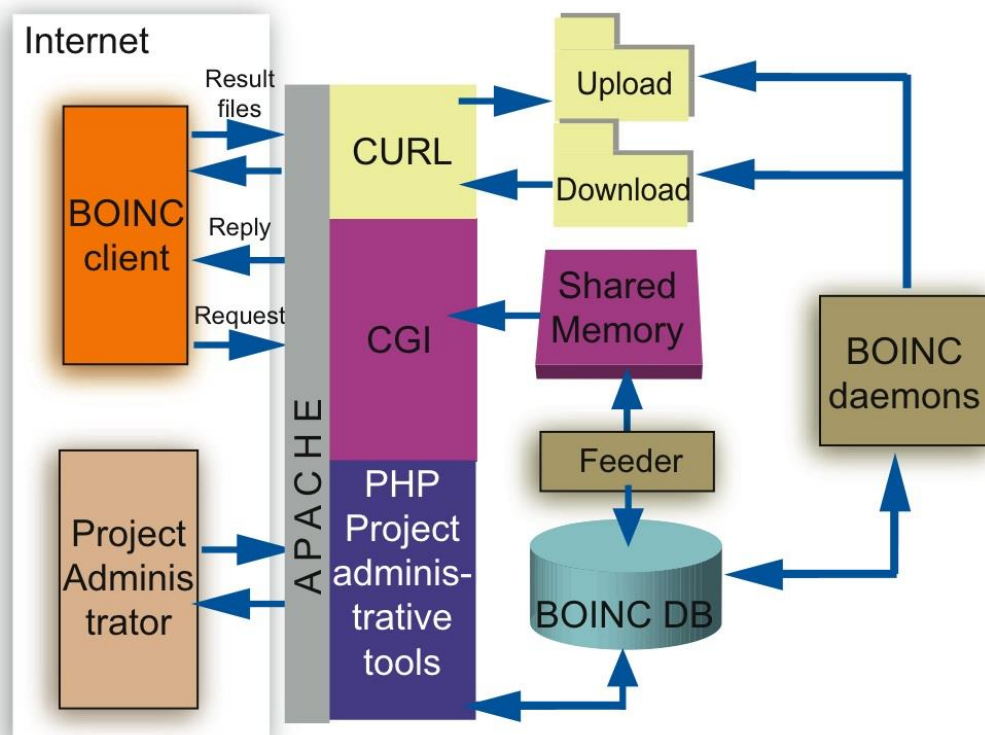 Internet
Result
files
BOINC
client
Reply
Request
Project
Adminis
trator
APACHE
CURL
CGI
PHP
Project
adminis-
trative
tools
Upload
Download
Shared
Memory
Feeder
BOINC DB
BOINC
daemons